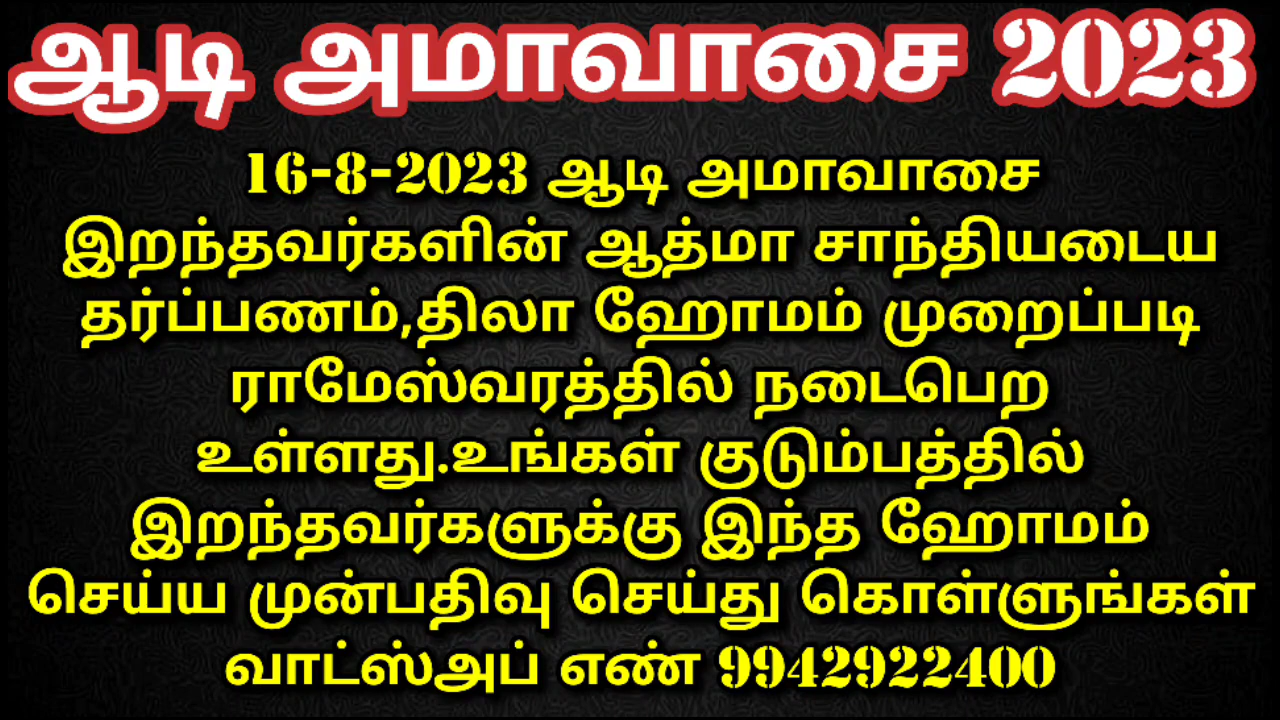 ஆடி அமாவாசை 2023
16-8-2023 ஆடி அமாவாசை
இறந்தவர்களின் ஆத்மா சாந்தியடைய
தர்ப்பணம்,திலா ஹோமம் முறைப்படி
ராமேஸ்வரத்தில் நடைபெற
உள்ளது.உங்கள் குடும்பத்தில்
இறந்தவர்களுக்கு இந்த ஹோமம்
செய்ய முன்பதிவு செய்து கொள்ளுங்கள்
வாட்ஸ்அப் எண் 9942922400